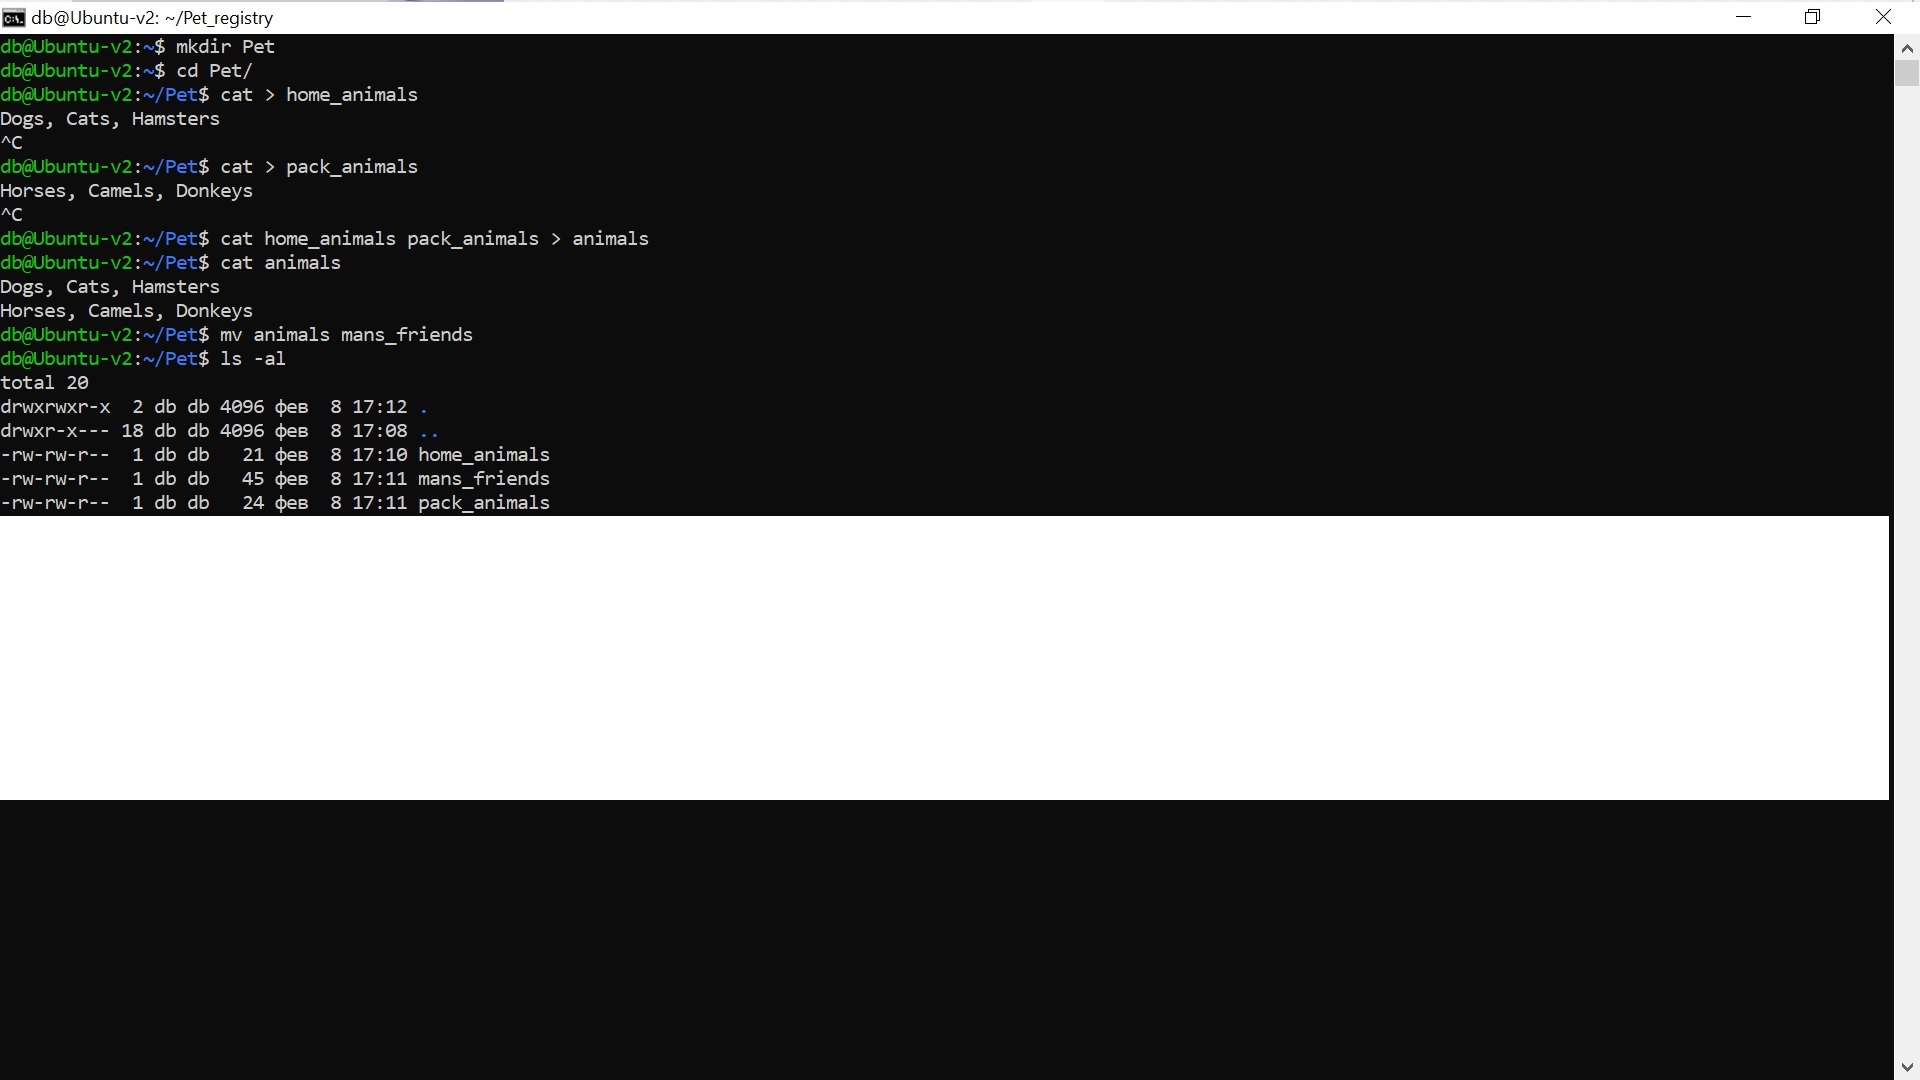 db@Ubuntu-v2: ~/Pet_registry
db@Ubuntu-v2:~$ mkdir Pet
db@Ubuntu-v2:~$ cd Pet/
db@Ubuntu-v2:~/Pet$ cat > home_animals
Dogs, Cats, Hamsters
^C
db@Ubuntu-v2:~/Pet$ cat > pack_animals
Horses, Camels, Donkeys
^C
db@Ubuntu-v2:~/Pet$ cat home_animals pack_animals > animals
db@Ubuntu-v2:~/Pet$ cat animals
Dogs, Cats, Hamsters
Horses, Camels, Donkeys
db@Ubuntu-v2:~/Pet$ mv animals mans_friends
db@Ubuntu-v2:~/Pet$ ls -al
total 20
drwxrwxr-x  2 db db 4096 фев  8 17:12 .
drwxr-x--- 18 db db 4096 фев  8 17:08 ..
-rw-rw-r--  1 db db   21 фев  8 17:10 home_animals
-rw-rw-r--  1 db db   45 фев  8 17:11 mans_friends
-rw-rw-r--  1 db db   24 фев  8 17:11 pack_animals